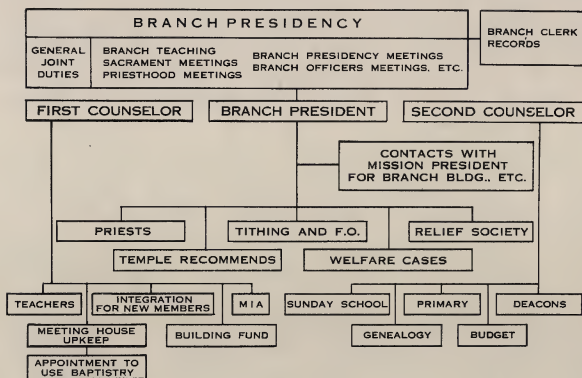 BRANCH PRESIDENCY
GENERAL
JOINT
DUTIES
BRANCH TEACHING
SACRAMENT MEETINGS
PRIESTHOOD MEETINGS
BRANCH PRESIDENCY MEETINGS
BRANCH OFFICERS MEETINGS. ETC.
BRANCH CLERK
RECORDS
FIRST COUNSELOR
BRANCH PRESIDENT
SECOND COUNSELOR
CONTACTS WITH
MISSION PRESIDENT
FOR BRANCH BLDG., ETC.
PRIESTS
TITHING AND F.O.
RELIEF SOCIETY
TEMPLE RECOMMENDS
WELFARE CASES
TEACHERS
INTEGRATION
FOR NEW MEMBERS
MIA
SUNDAY SCHOOL
PRIMARY
DEACONS
MEETING HOUSE
UPKEEP
BUILDING FUND
GENEALOGY
BUDGET
APPOINTMENT TO
USE BAPTISTRY